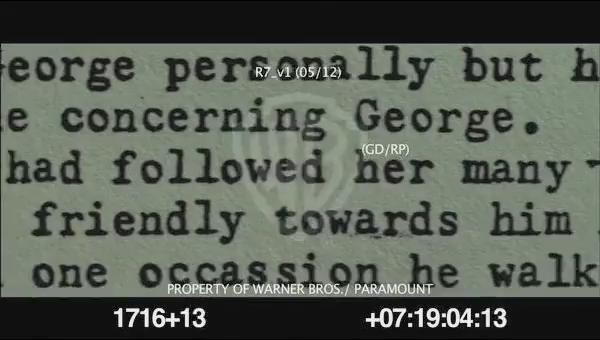 eorge personally but h
R7_v1 (05/12)
e concerning George.
(GD/RP)
had followed her many
friendly towards him
one occassion he walk
PROPERTY OF WARNER BROS./ PARAMOUNT
1716+13
+07:19:04:13